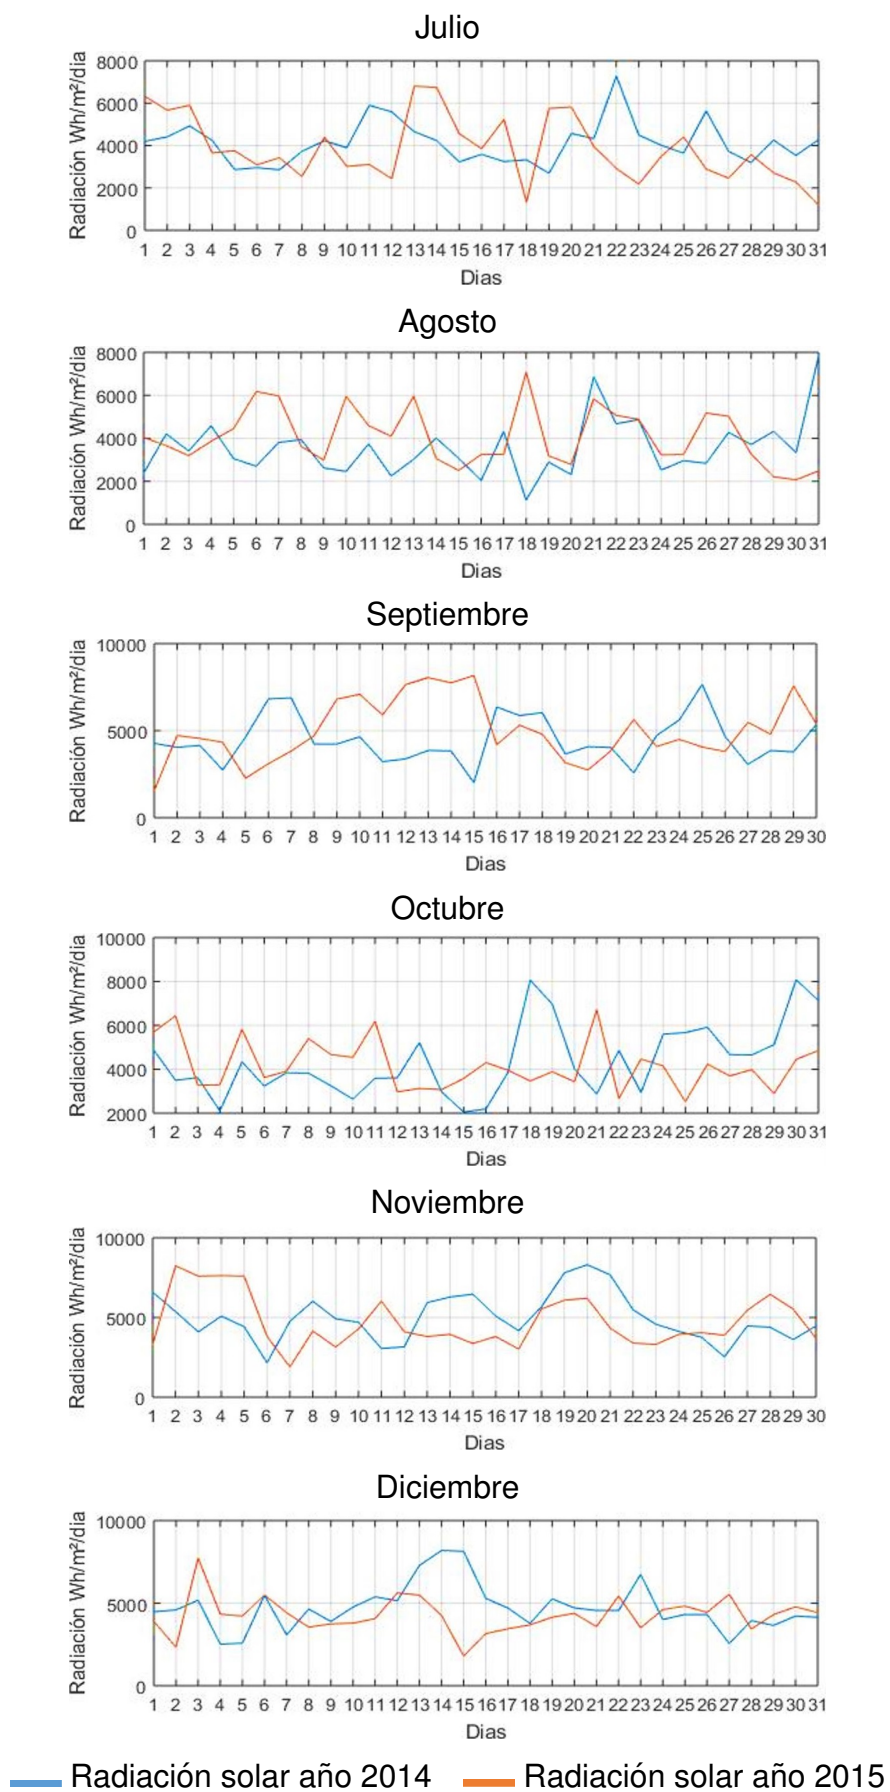 Julio
Radiación Wh/m²/dia
8000
6000
4000
2000
0
1 2 3 4 5 6 7 8 9 10 11 12 13 14 15 16 17 18 19 20 21 22 23 24 25 26 27 28 29 30 31
Dias
Agosto
Radiación Wh/m²/dia
8000
6000
4000
2000
0
1 2 3 4 5 6 7 8 9 10 11 12 13 14 15 16 17 18 19 20 21 22 23 24 25 26 27 28 29 30 31
Dias
Septiembre
Radiación Wh/m²/dia
10000
5000
0
1 2 3 4 5 6 7 8 9 10 11 12 13 14 15 16 17 18 19 20 21 22 23 24 25 26 27 28 29 30
Dias
Octubre
Radiación Wh/m²/dia
10000
8000
6000
4000
2000
1 2 3 4 5 6 7 8 9 10 11 12 13 14 15 16 17 18 19 20 21 22 23 24 25 26 27 28 29 30 31
Dias
Noviembre
Radiación Wh/m²/dia
10000
5000
0
1 2 3 4 5 6 7 8 9 10 11 12 13 14 15 16 17 18 19 20 21 22 23 24 25 26 27 28 29 30
Dias
Diciembre
Radiación Wh/m²/dia
10000
5000
0
1 2 3 4 5 6 7 8 9 10 11 12 13 14 15 16 17 18 19 20 21 22 23 24 25 26 27 28 29 30 31
Dias
Radiación solar año 2014 Radiación solar año 2015